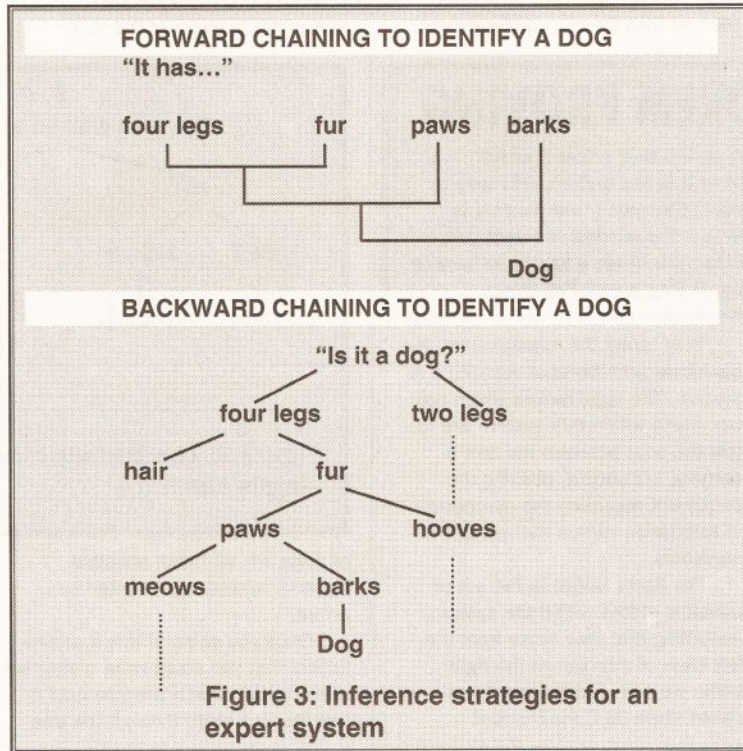 FORWARD CHAINING TO IDENTIFY A DOG
“It has...”
four legs fur paws barks
Dog
BACKWARD CHAINING TO IDENTIFY A DOG
“Is it a dog?”
four legs two legs
hair fur
paws hooves
meows barks
Dog
Figure 3: Inference strategies for an
expert system